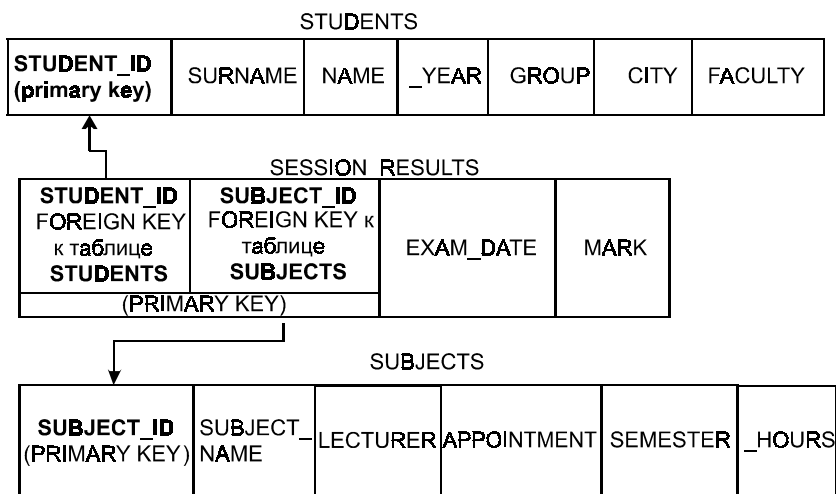 STUDENTS
STUDENT_ID
(primary key)
SURNAME
NAME
_YEAR
GROUP
CITY
FACULTY
SESSION_RESULTS
STUDENT_ID
FOREIGN KEY
к таблице
STUDENTS
SUBJECT_ID
FOREIGN KEY к
таблице
SUBJECTS
(PRIMARY KEY)
EXAM_DATE
MARK
SUBJECTS
SUBJECT_ID
(PRIMARY KEY)
SUBJECT_
NAME
LECTURER
APPOINTMENT
SEMESTER
_HOURS